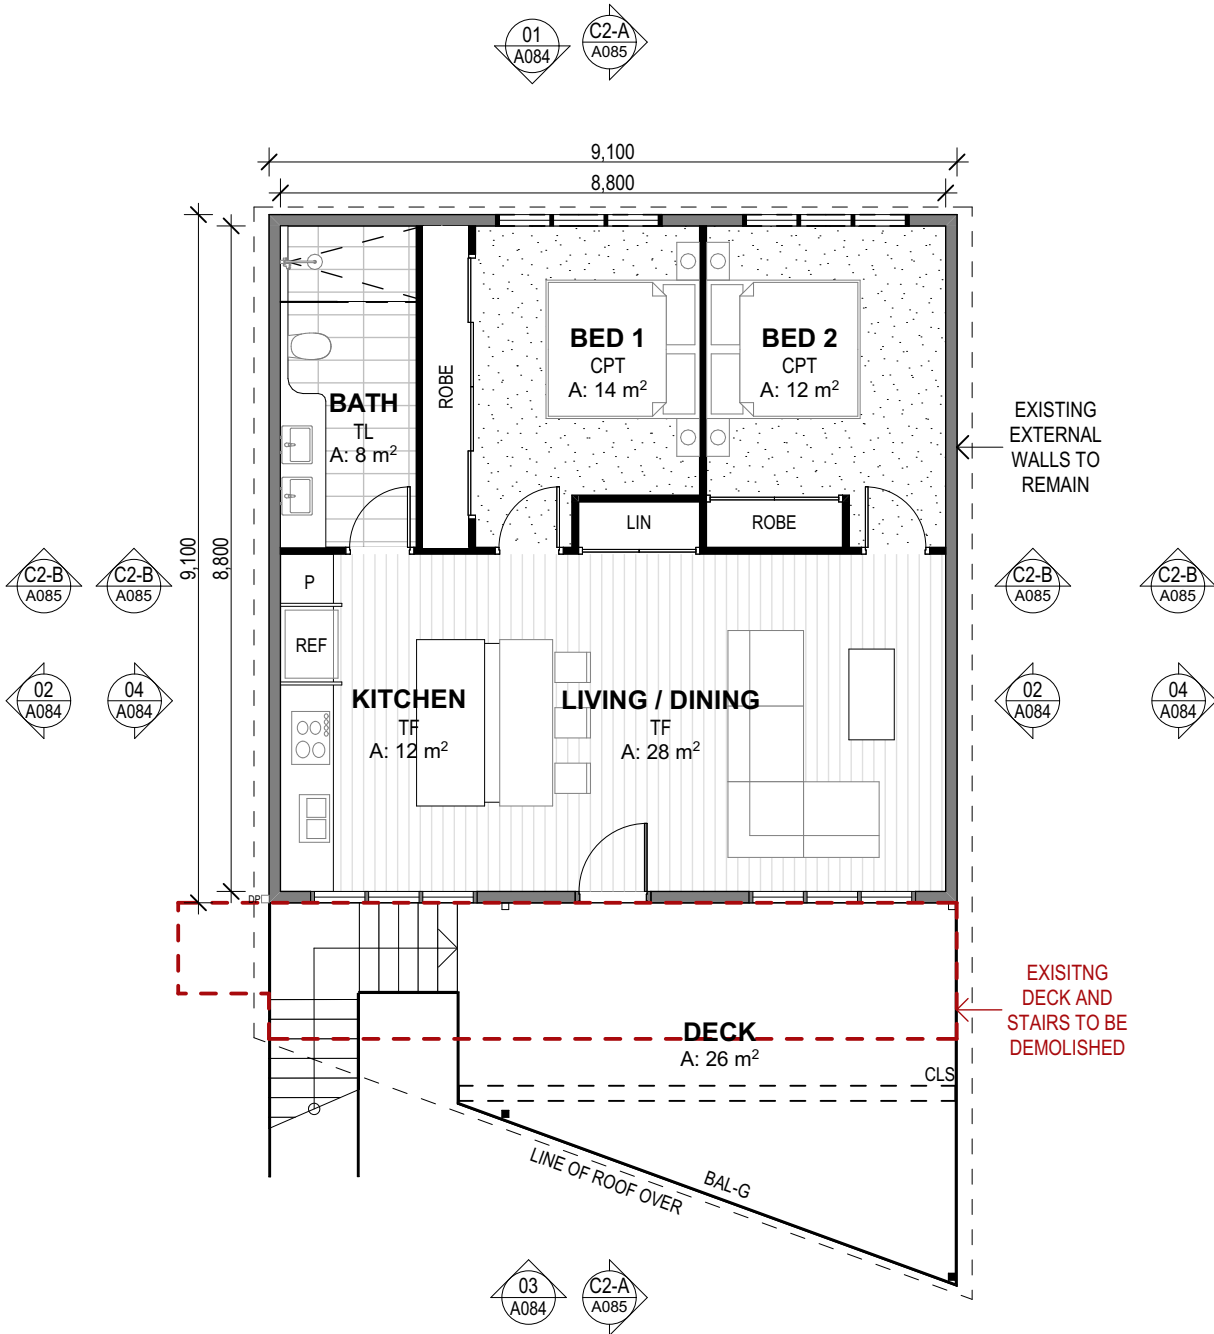 01
A084
C2-A
A085
9,100
8,800
9,100
8,800
BED 1
CPT
A: 14 m²
BED 2
CPT
A: 12 m²
ROBE
BATH
TL
A: 8 m²
EXISTING
EXTERNAL
WALLS TO
REMAIN
LIN
ROBE
C2-B
A085
C2-B
A085
P
C2-B
A085
C2-B
A085
REF
02
A084
04
A084
KITCHEN
TF
A: 12 m²
LIVING / DINING
TF
A: 28 m²
02
A084
04
A084
DP
EXISITNG
DECK AND
STAIRS TO BE
DEMOLISHED
DECK
A: 26 m²
CLS
LINE OF ROOF OVER
BAL-G
03
A084
C2-A
A085